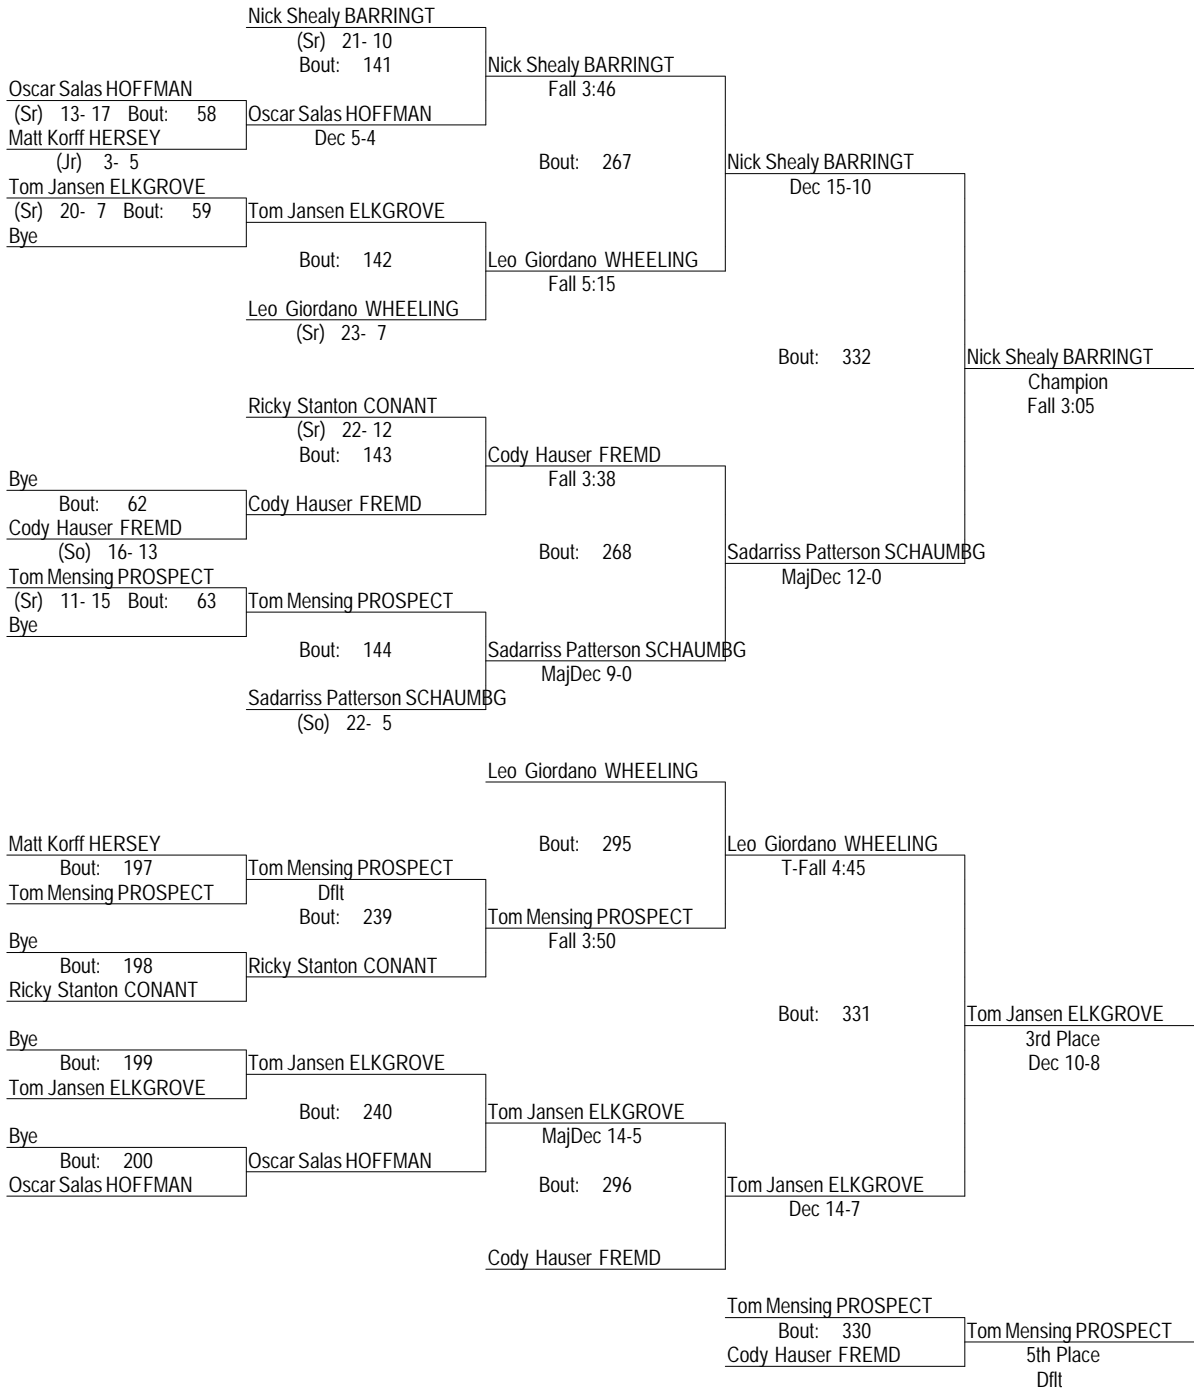 Nick Shealy BARRINGT
(Sr) 21- 10
Bout: 141
Nick Shealy BARRINGT
Fall 3:46
Oscar Salas HOFFMAN
(Sr) 13- 17 Bout: 58
Oscar Salas HOFFMAN
Dec 5-4
Matt Korff HERSEY
(Jr) 3- 5
Bout: 267
Nick Shealy BARRINGT
Dec 15-10
Tom Jansen ELKGROVE
(Sr) 20- 7 Bout: 59
Tom Jansen ELKGROVE
Bye
Bout: 142
Leo Giordano WHEELING
Fall 5:15
Leo Giordano WHEELING
(Sr) 23- 7
Bout: 332
Nick Shealy BARRINGT
Champion
Fall 3:05
Ricky Stanton CONANT
(Sr) 22- 12
Bout: 143
Cody Hauser FREMD
Fall 3:38
Bye
Bout: 62
Cody Hauser FREMD
Cody Hauser FREMD
(So) 16- 13
Bout: 268
Sadarriss Patterson SCHAUMBG
MajDec 12-0
Tom Mensing PROSPECT
(Sr) 11- 15 Bout: 63
Tom Mensing PROSPECT
Bye
Bout: 144
Sadarriss Patterson SCHAUMBG
MajDec 9-0
Sadarriss Patterson SCHAUMBG
(So) 22- 5
Leo Giordano WHEELING
Matt Korff HERSEY
Bout: 197
Tom Mensing PROSPECT
Tom Mensing PROSPECT
Dflt
Bout: 295
Leo Giordano WHEELING
T-Fall 4:45
Bout: 239
Tom Mensing PROSPECT
Fall 3:50
Bye
Bout: 198
Ricky Stanton CONANT
Ricky Stanton CONANT
Bout: 331
Tom Jansen ELKGROVE
3rd Place
Dec 10-8
Bye
Bout: 199
Tom Jansen ELKGROVE
Tom Jansen ELKGROVE
Bout: 240
Tom Jansen ELKGROVE
MajDec 14-5
Bye
Bout: 200
Oscar Salas HOFFMAN
Oscar Salas HOFFMAN
Bout: 296
Tom Jansen ELKGROVE
Dec 14-7
Cody Hauser FREMD
Tom Mensing PROSPECT
Bout: 330
Tom Mensing PROSPECT
Cody Hauser FREMD
5th Place
Dflt